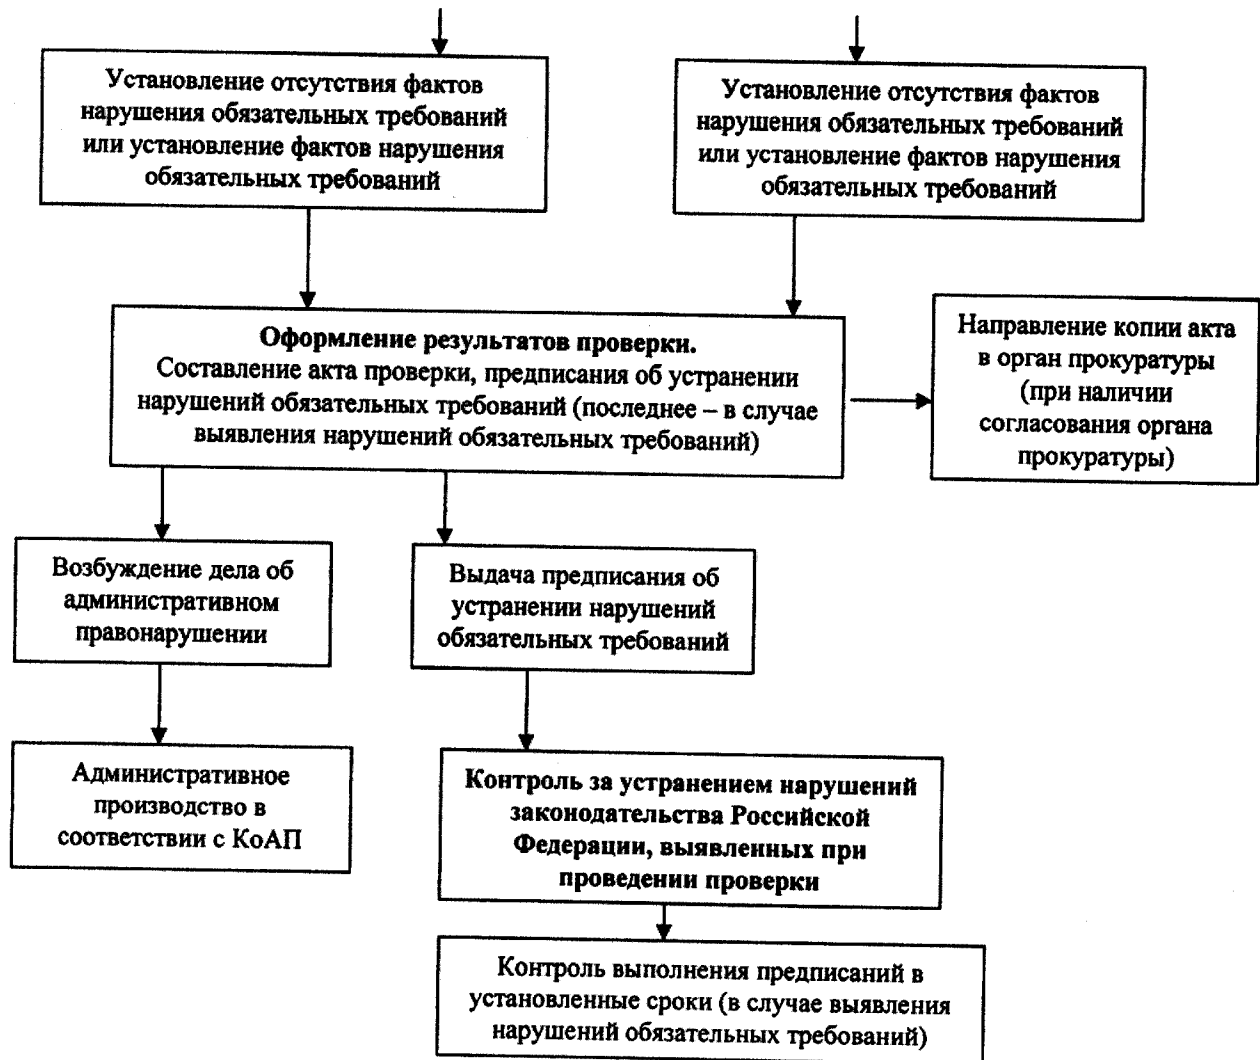 Установление отсутствия фактов
нарушения обязательных требований
или установление фактов нарушения
обязательных требований
Установление отсутствия фактов
нарушения обязательных требований
или установление фактов нарушения
обязательных требований
Оформление результатов проверки.
Составление акта проверки, предписания об устранении
нарушений обязательных требований (последнее – в случае
выявления нарушений обязательных требований)
Направление копии акта
в орган прокуратуры
(при наличии
согласования органа
прокуратуры)
Возбуждение дела об
административном
правонарушении
Выдача предписания об
устранении нарушений
обязательных требований
Административное
производство в
соответствии с КоАП
Контроль за устранением нарушений
законодательства Российской
Федерации, выявленных при
проведении проверки
Контроль выполнения предписаний в
установленные сроки (в случае выявления
нарушений обязательных требований)